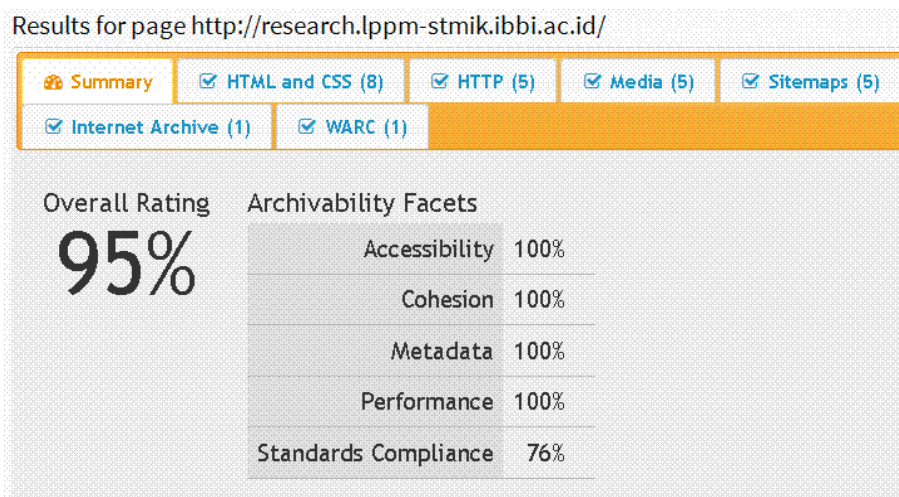 Results for page http://research.lppm-stmik.ibbi.ac.id/
Summary HTML and CSS (8) HTTP (5) Media (5) Sitemaps (5)
Internet Archive (1) WARC (1)
Overall Rating Archivability Facets
95%
Accessibility 100%
Cohesion 100%
Metadata 100%
Performance 100%
Standards Compliance 76%